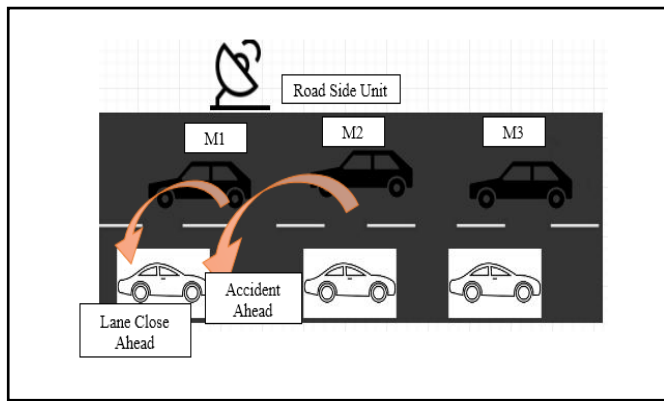 Road Side Unit
M1
M2
M3
Accident
Ahead
Lane Close
Ahead